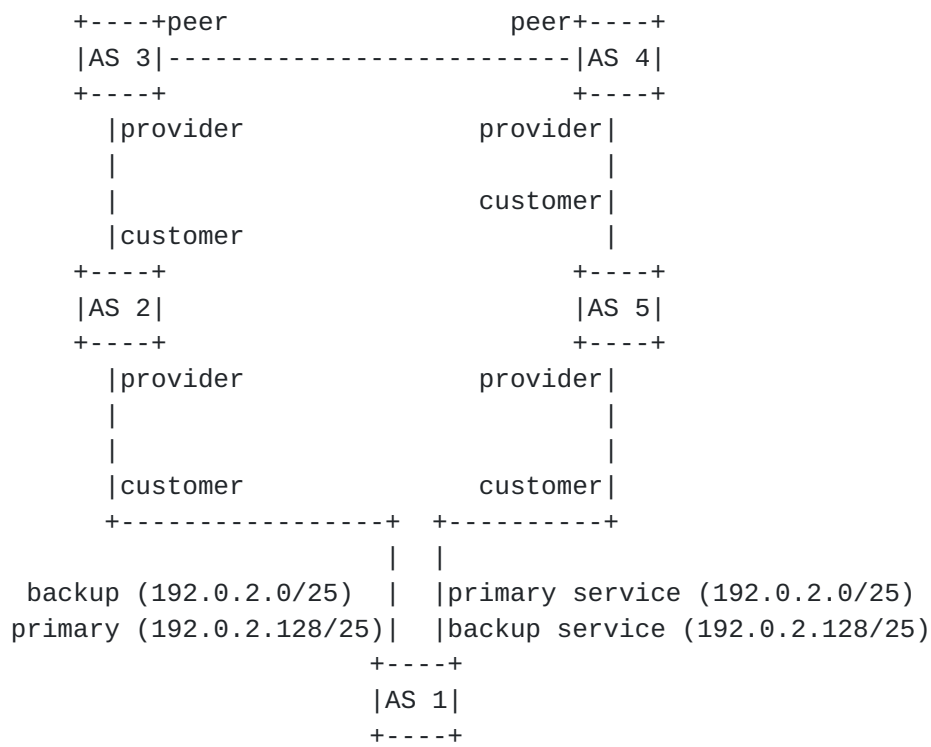 peer peer
AS 3 AS 4
provider provider
customer
customer
AS 2 AS 5
provider provider
customer customer
backup (192.0.2.0/25) primary service (192.0.2.0/25)
primary (192.0.2.128/25) backup service (192.0.2.128/25)
AS 1